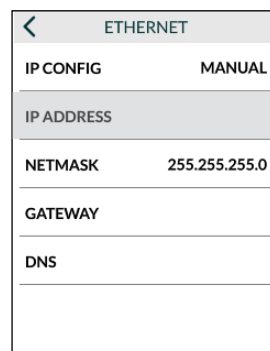 ETHERNET
IP CONFIG MANUAL
IP ADDRESS
NETMASK 255.255.255.0
GATEWAY
DNS